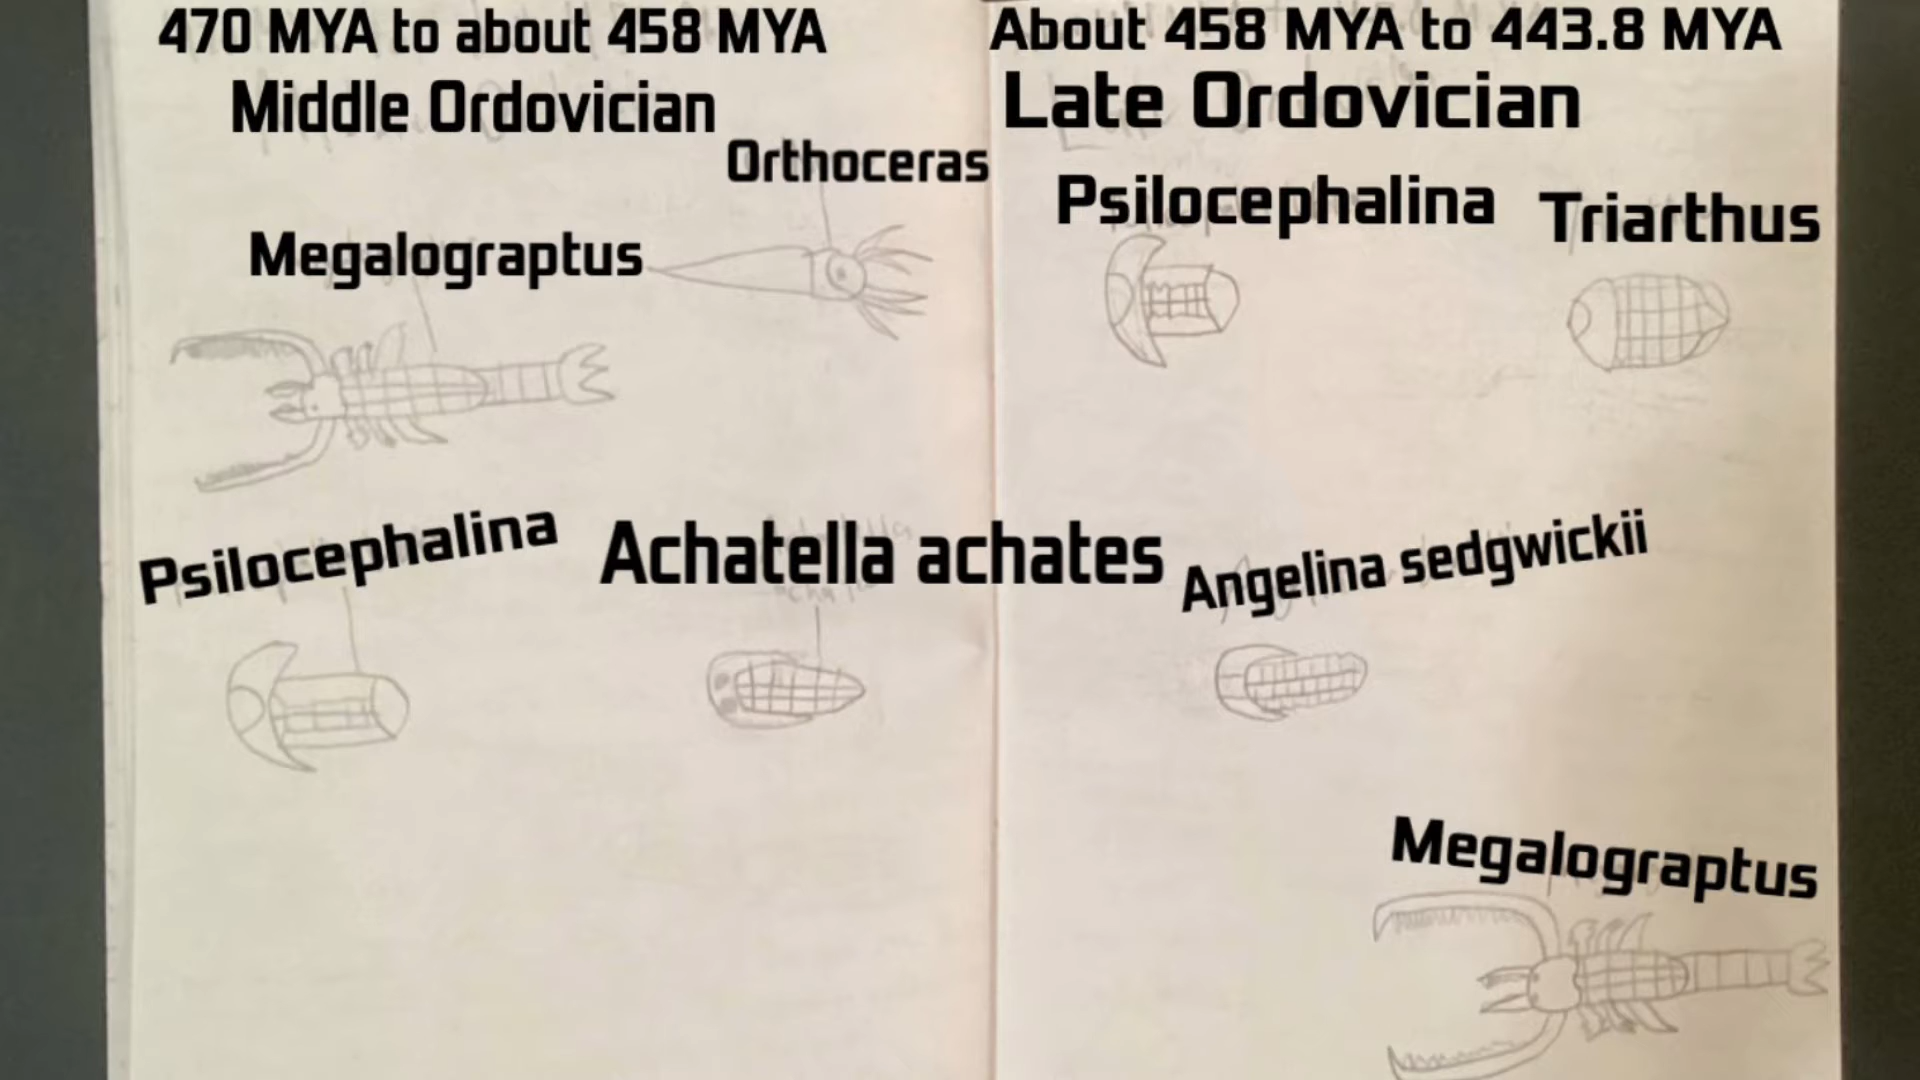 470 MYA to about 458 MYA
Middle Ordovician
Orthoceras
Megalograptus
Psilocephalina
Achatella achates
About 458 MYA to 443.8 MYA
Late Ordovician
Psilocephalina
Triarthus
Angelina sedgwickii
Megalograptus